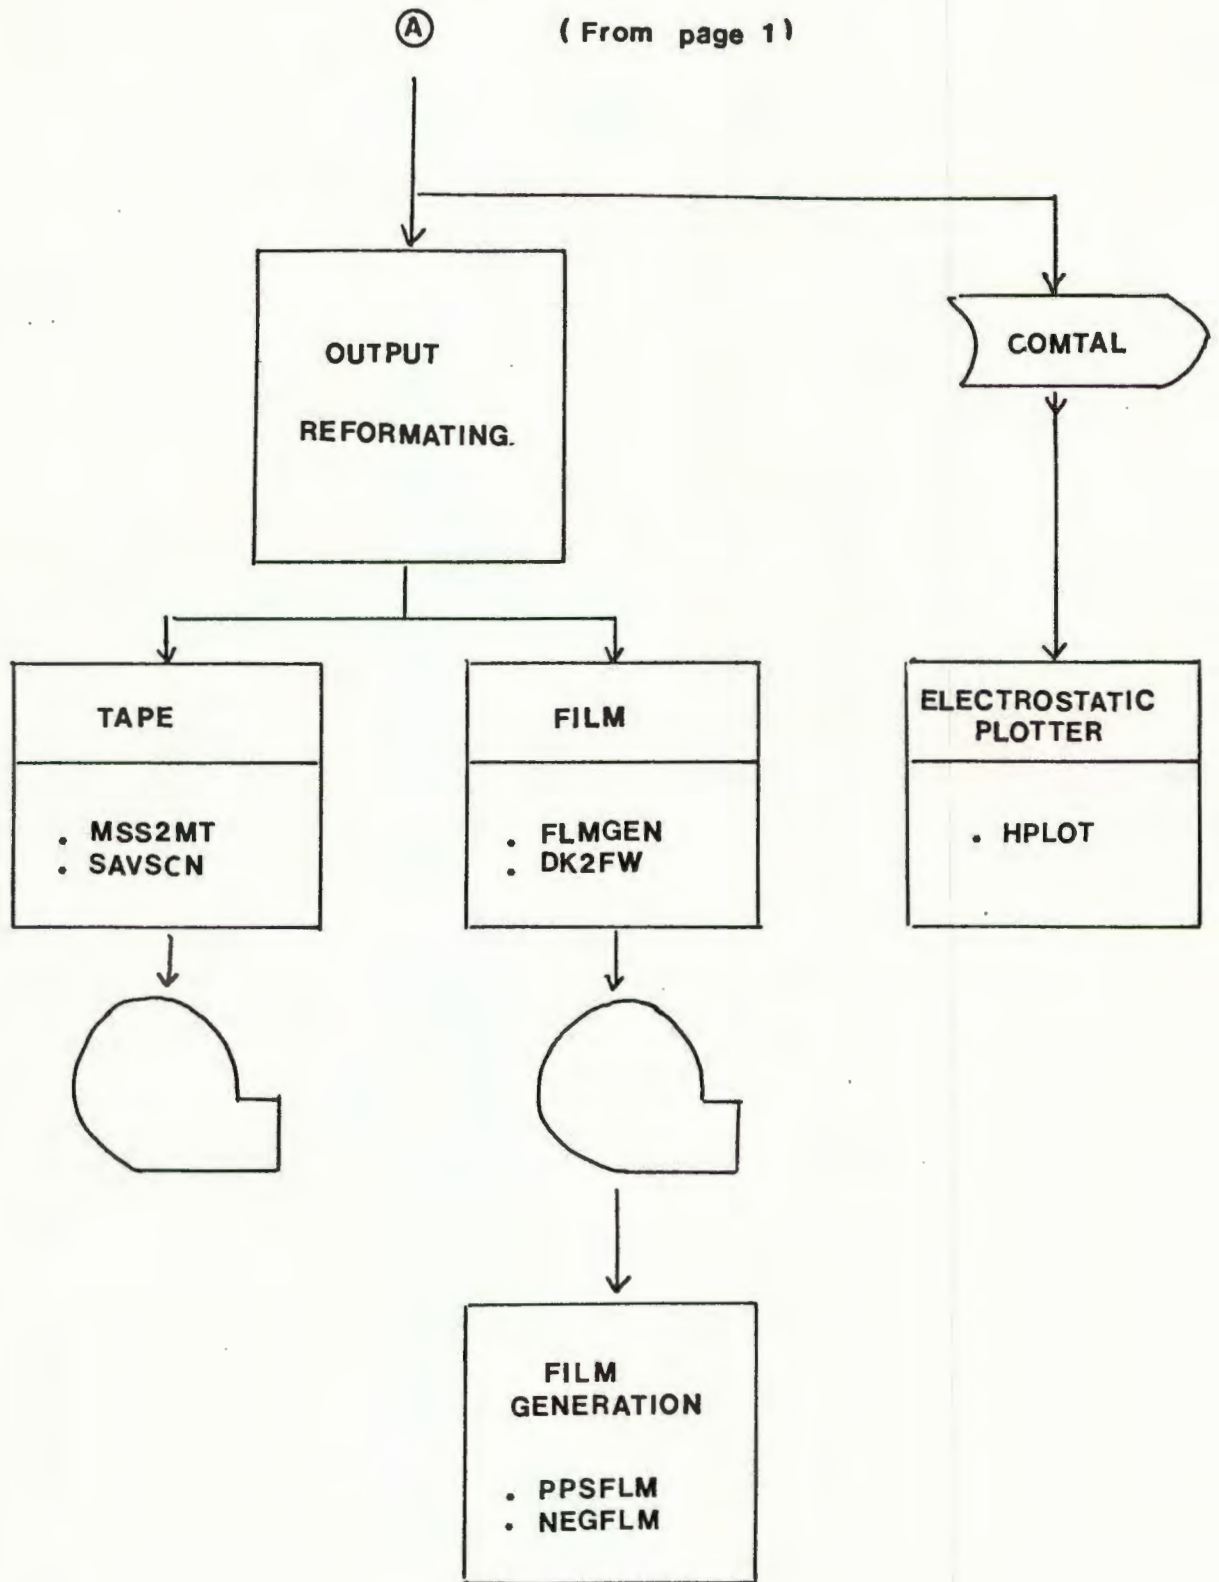 A (From page 1)
OUTPUT
REFORMATING.
COMTAL
TAPE
. MSS2MT
. SAVSCN
FILM
. FLMGEN
. DK2FW
ELECTROSTATIC
PLOTTER
. HPLOT
FILM
GENERATION
. PPSFLM
. NEGFLM